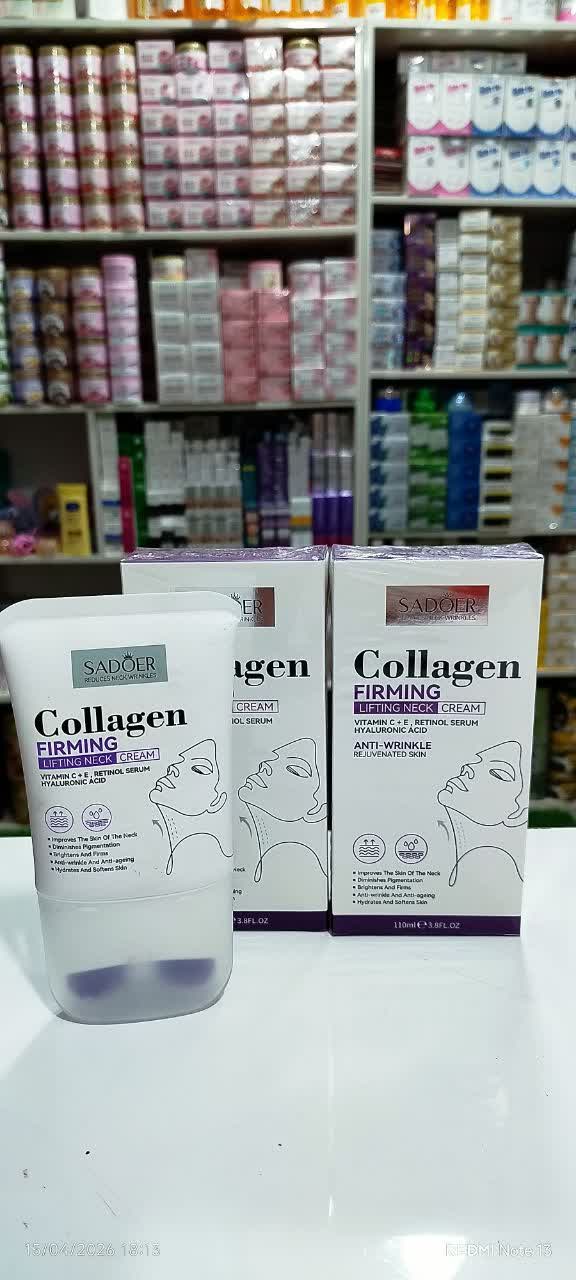 SADOER
REDUCES NECK WRINKLES
Collagen
FIRMING
LIFTING NECK CREAM
VITAMIN C + E , RETINOL SERUM
HYALURONIC ACID
• Improves The Skin Of The Neck
• Diminishes Pigmentation
• Brightens And Firms
• Anti-wrinkle And Anti-ageing
• Hydrates And Softens Skin
ER
agen
CREAM
OL SERUM
3.8FL.OZ
SADOER
Collagen
FIRMING
LIFTING NECK CREAM
VITAMIN C + E , RETINOL SERUM
HYALURONIC ACID
ANTI-WRINKLE
REJUVENATED SKIN
• Improves The Skin Of The Neck
• Diminishes Pigmentation
• Brightens And Firms
• Anti-wrinkle And Anti-ageing
• Hydrates And Softens Skin
110ml ℮ 3.8FL.OZ
15/04/2026 18:13
REDMI Note 13